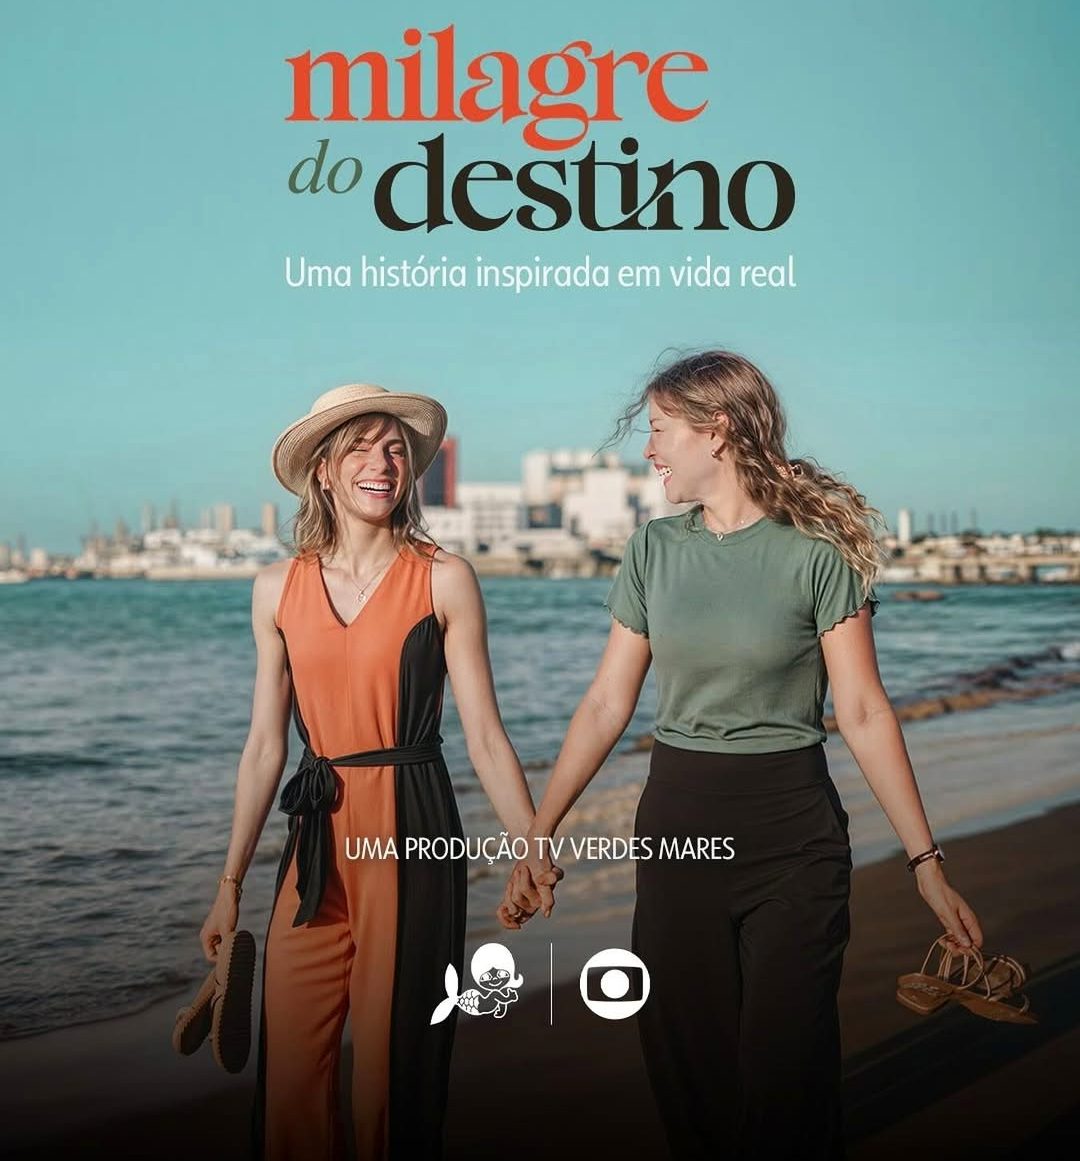 milagre
do destino
Uma história inspirada em vida real
UMA PRODUÇÃO TV VERDES MARES